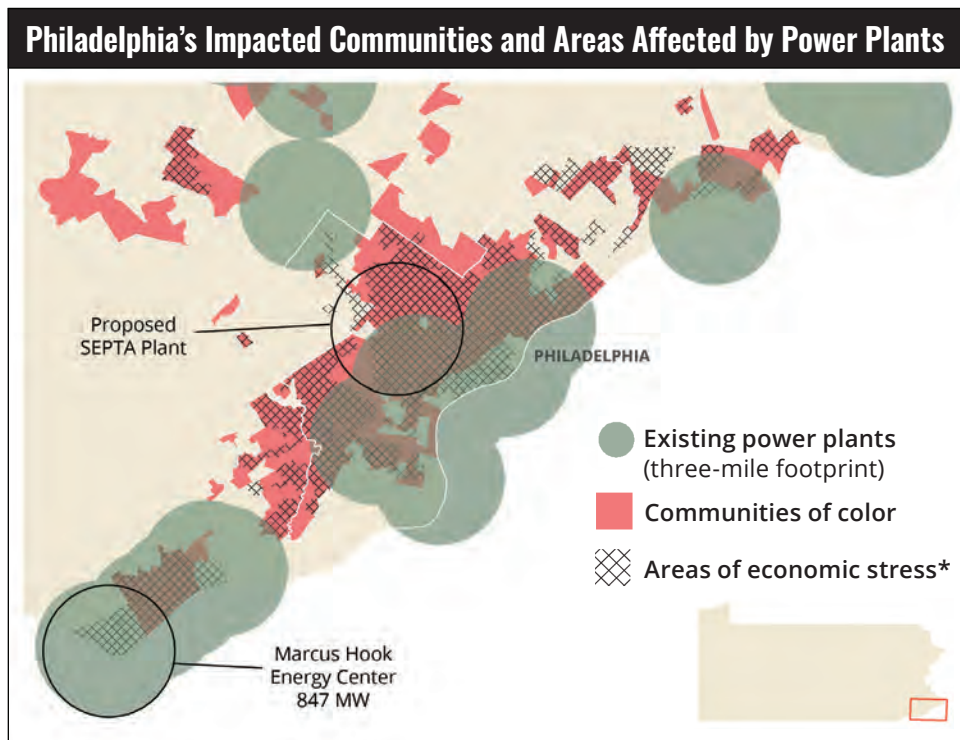 Philadelphia's Impacted Communities and Areas Affected by Power Plants
Proposed
SEPTA Plant
PHILADELPHIA
Existing power plants
(three-mile footprint)
Communities of color
Areas of economic stress*
Marcus Hook
Energy Center
847 MW